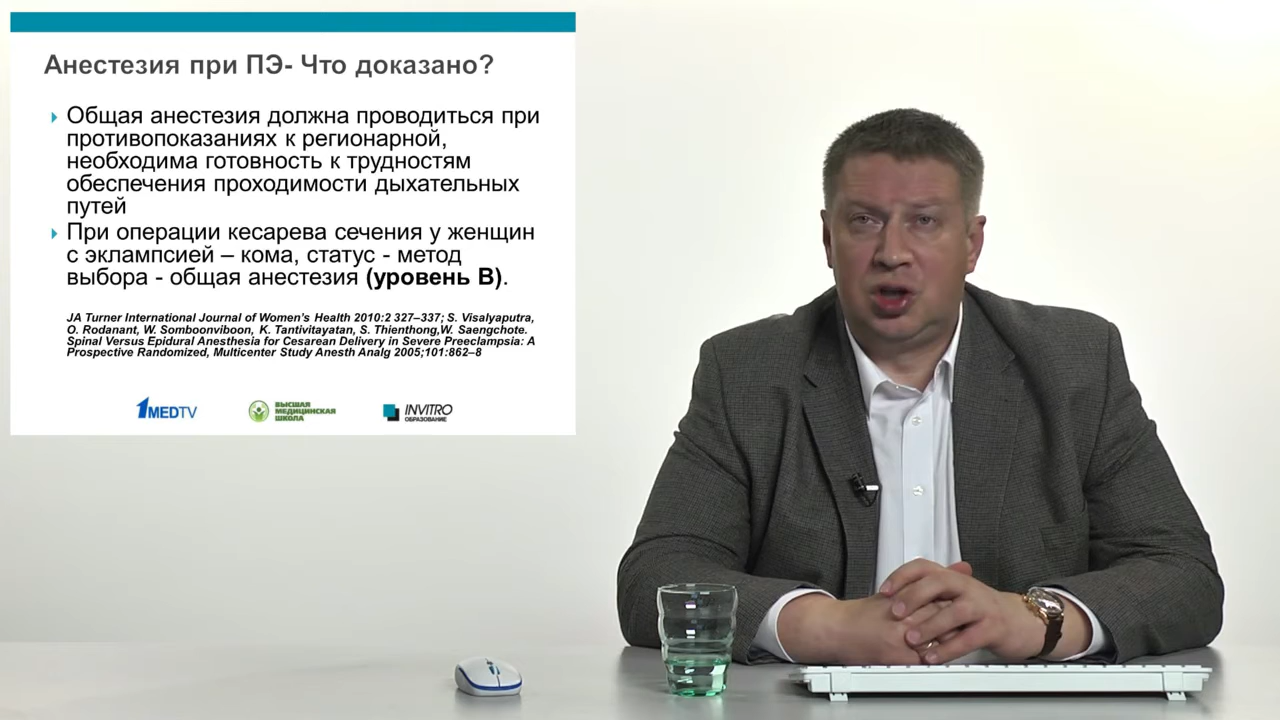 Анестезия при ПЭ- Что доказано?
Общая анестезия должна проводиться при
противопоказаниях к регионарной,
необходима готовность к трудностям
обеспечения проходимости дыхательных
путей
При операции кесарева сечения у женщин
с эклампсией – кома, статус - метод
выбора - общая анестезия (уровень В).
JA Turner International Journal of Women's Health 2010:2 327–337; S. Visalyaputra,
O. Rodanant, W. Somboonviboon, K. Tantivitayatan, S. Thienthong,W. Saengchote.
Spinal Versus Epidural Anesthesia for Cesarean Delivery in Severe Preeclampsia: A
Prospective Randomized, Multicenter Study Anesth Analg 2005;101:862–8
1MEDTV
ВЫСШАЯ
МЕДИЦИНСКАЯ
ШКОЛА
INVITRO
ОБРАЗОВАНИЕ